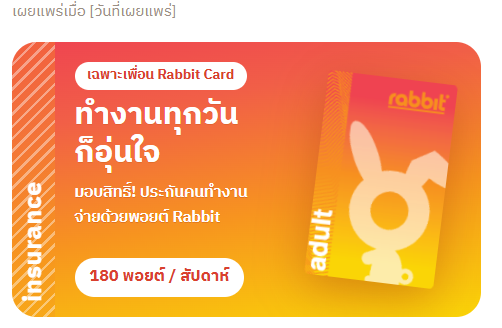 เผยแพร่เมื่อ [วันที่เผยแพร่]
เฉพาะเพื่อน Rabbit Card
ทำงานทุกวัน
ก็อุ่นใจ
มอบสิทธิ์! ประกันคนทำงาน
จ่ายด้วยพอยต์ Rabbit
180 พอยต์ / สัปดาห์
insurance
rabbit
adult